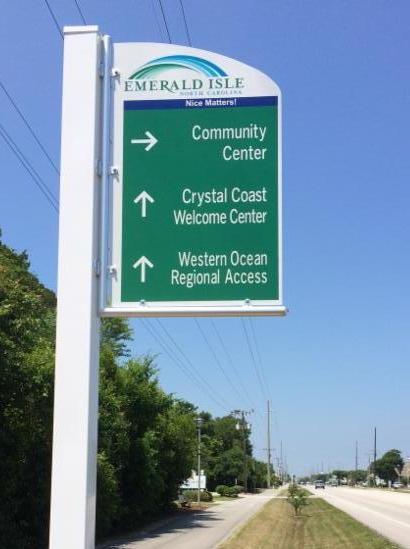 EMERALD ISLE
NORTH CAROLINA
Nice Matters!
Community
Center
Crystal Coast
Welcome Center
Western Ocean
Regional Access